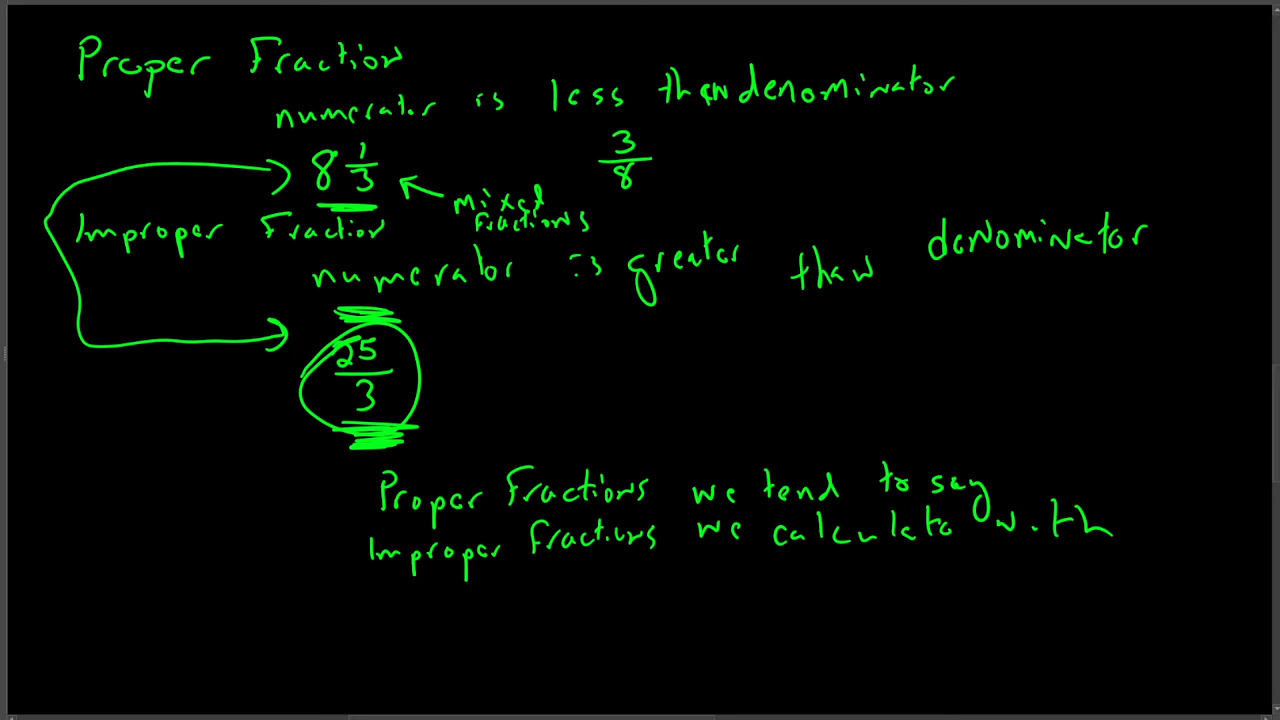 Proper Fraction
numerator is less than denominator
8 1/3
3/8
mixed
fractions
Improper Fraction
numerator is greater than denominator
25/3
Proper Fractions we tend to say
Improper fractions we calculate with